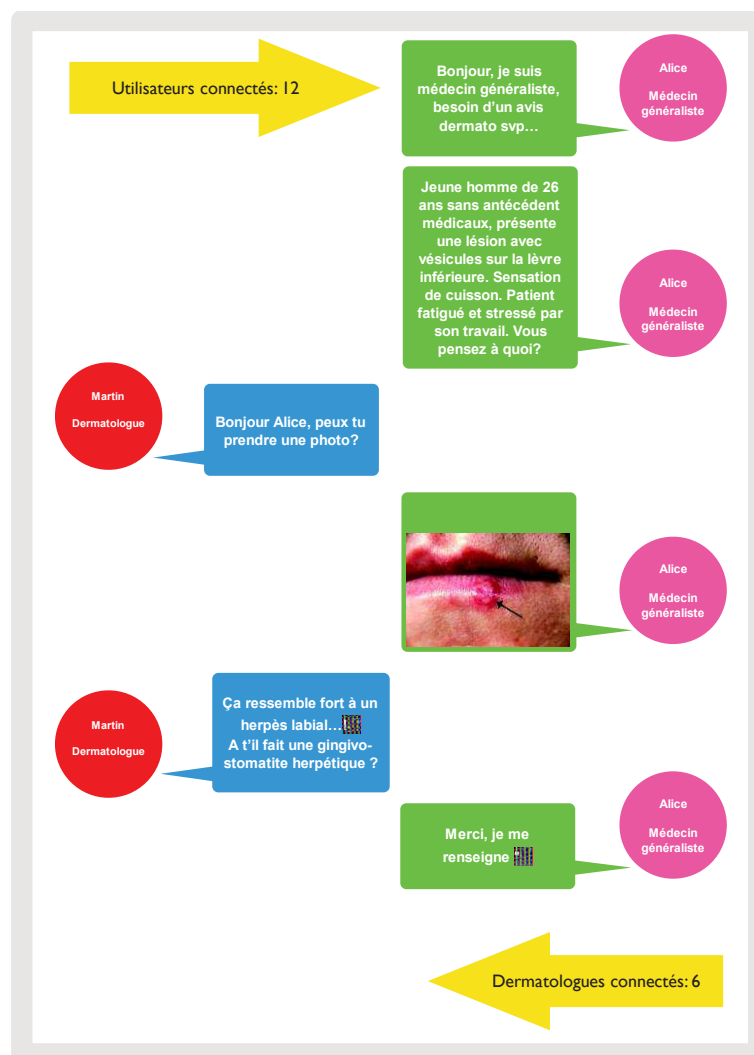 Utilisateurs connectés: 12
Bonjour, je suis
médecin généraliste,
besoin d'un avis
dermato svp…
Alice
Médecin
généraliste
Jeune homme de 26
ans sans antécédent
médicaux, présente
une lésion avec
vésicules sur la lèvre
inférieure. Sensation
de cuisson. Patient
fatigué et stressé par
son travail. Vous
pensez à quoi?
Alice
Médecin
généraliste
Martin
Dermatologue
Bonjour Alice, peux tu
prendre une photo?
Alice
Médecin
généraliste
Martin
Dermatologue
Ça ressemble fort à un
herpès labial…
A t'il fait une gingivo-
stomatite herpétique ?
Merci, je me
renseigne
Alice
Médecin
généraliste
Dermatologues connectés: 6